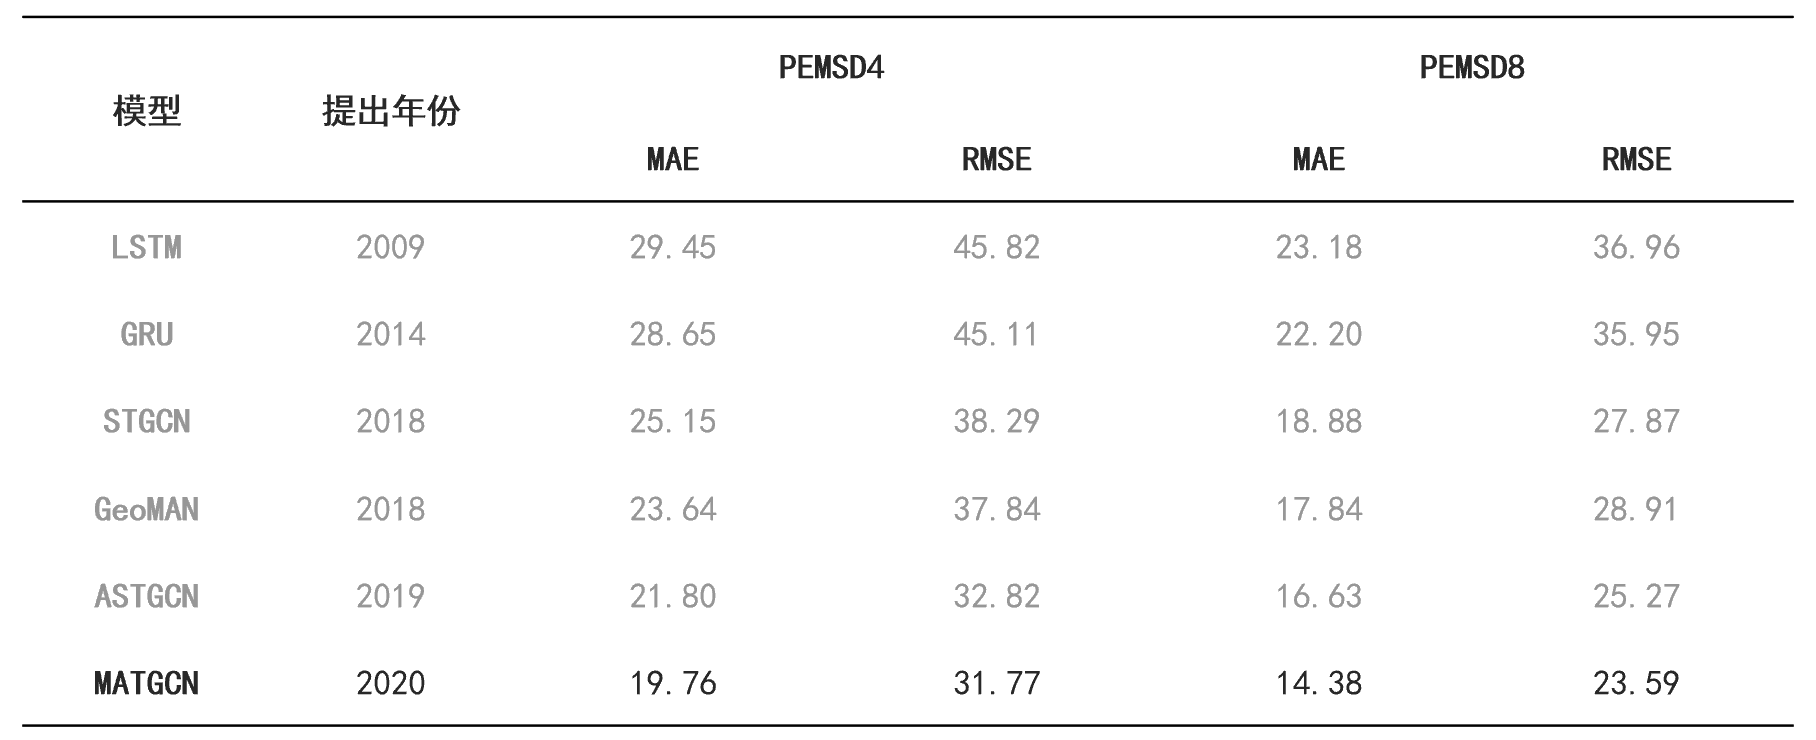 PEMSD4 PEMSD8
模型 提出年份
MAE RMSE MAE RMSE
LSTM 2009 29.45 45.82 23.18 36.96
GRU 2014 28.65 45.11 22.20 35.95
STGCN 2018 25.15 38.29 18.88 27.87
GeoMAN 2018 23.64 37.84 17.84 28.91
ASTGCN 2019 21.80 32.82 16.63 25.27
MATGCN 2020 19.76 31.77 14.38 23.59